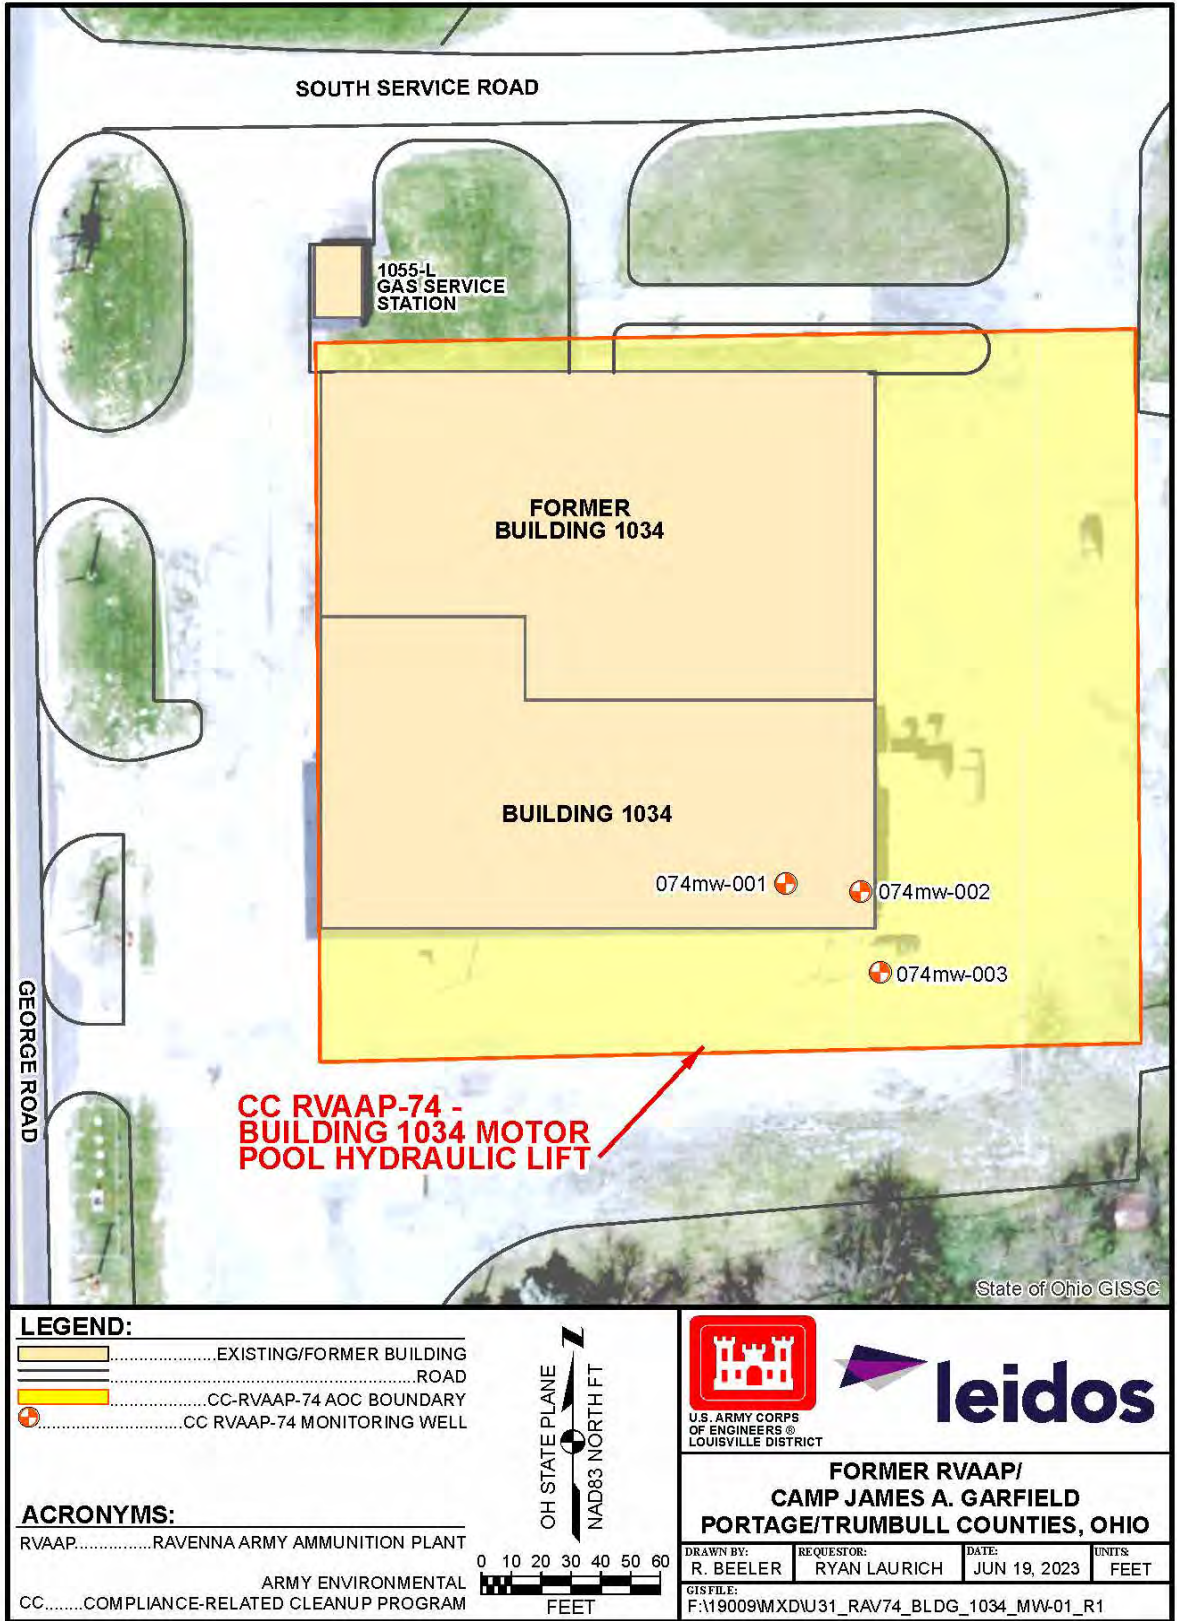 SOUTH SERVICE ROAD
1055-L
GAS SERVICE
STATION
FORMER
BUILDING 1034
BUILDING 1034
074mw-001
074mw-002
074mw-003
GEORGE ROAD
CC RVAAP-74 -
BUILDING 1034 MOTOR
POOL HYDRAULIC LIFT
State of Ohio GISSC
LEGEND:
EXISTING/FORMER BUILDING
ROAD
CC-RVAAP-74 AOC BOUNDARY
CC RVAAP-74 MONITORING WELL
ACRONYMS:
RVAAP...............RAVENNA ARMY AMMUNITION PLANT
ARMY ENVIRONMENTAL
CC........COMPLIANCE-RELATED CLEANUP PROGRAM
Z
OH STATE PLANE
NAD83 NORTH FT
0 10 20 30 40 50 60
FEET
U.S. ARMY CORPS
OF ENGINEERS ®
LOUISVILLE DISTRICT
leidos
FORMER RVAAP/
CAMP JAMES A. GARFIELD
PORTAGE/TRUMBULL COUNTIES, OHIO
DRAWN BY:
R. BEELER
REQUESTOR:
RYAN LAURICH
DATE:
JUN 19, 2023
UNITS:
FEET
GIS FILE:
F:\19009\MXD\U31_RAV74_BLDG_1034_MW-01_R1